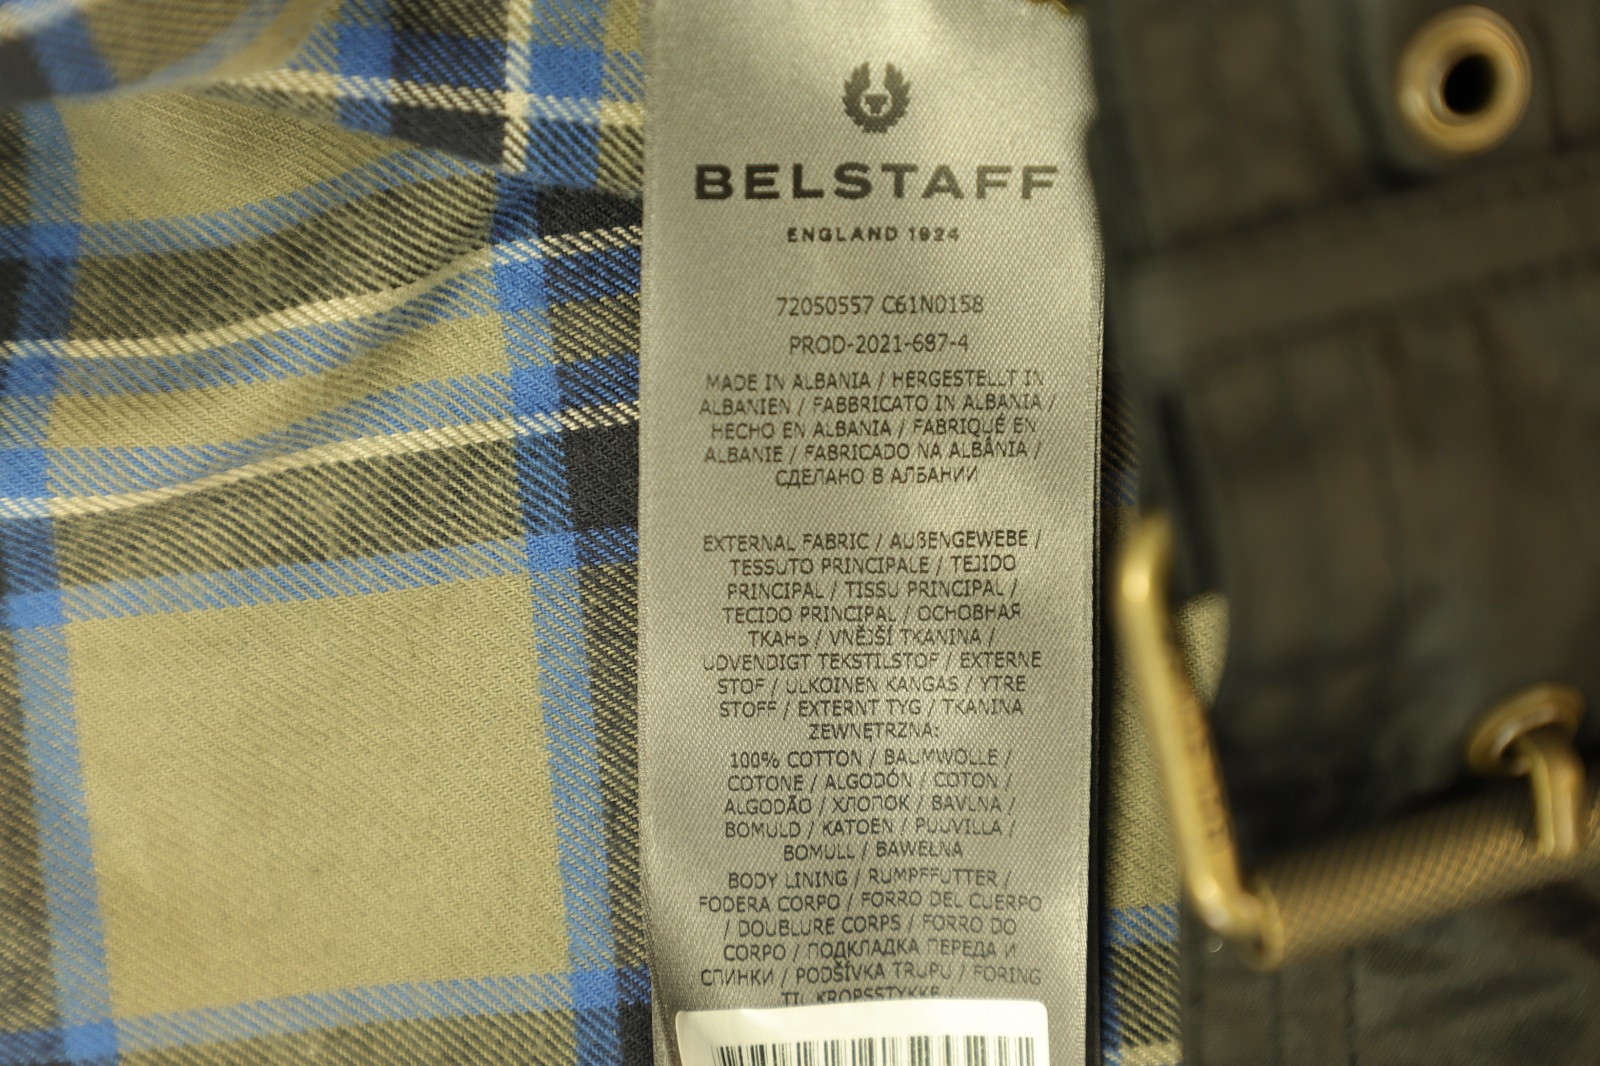 BELSTAFF
ENGLAND 1924
72050557 C61N0158
PROD-2021-687-4
MADE IN ALBANIA / HERGESTELLT IN
ALBANIEN / FABBRICATO IN ALBANIA /
HECHO EN ALBANIA / FABRIQUÉ EN
ALBANIE / FABRICADO NA ALBÂNIA /
СДЕЛАНО В АЛБАНИИ
EXTERNAL FABRIC / AUßENGEWEBE /
TESSUTO PRINCIPALE / TEJIDO
PRINCIPAL / TISSU PRINCIPAL /
TECIDO PRINCIPAL / ОСНОВНАЯ
ТКАНЬ / VNĚJŠÍ TKANINA /
UDVENDIGT TEKSTILSTOF / EXTERNE
STOF / ULKOINEN KANGAS / YTRE
STOFF / EXTERNT TYG / TKANINA
ZEWNĘTRZNA:
100% COTTON / BAUMWOLLE /
COTONE / ALGODÓN / COTON /
ALGODÃO / ХЛОПОК / BAVLNA /
BOMULD / KATOEN / PUUVILLA /
BOMULL / BAWEŁNA
BODY LINING / RUMPFFUTTER /
FODERA CORPO / FORRO DEL CUERPO
/ DOUBLURE CORPS / FORRO DO
CORPO / ПОДКЛАДКА ПЕРЕДА И
СПИНКИ / PODŠÍVKA TRUPU / FORING
TIL KROPSSTYKKE /